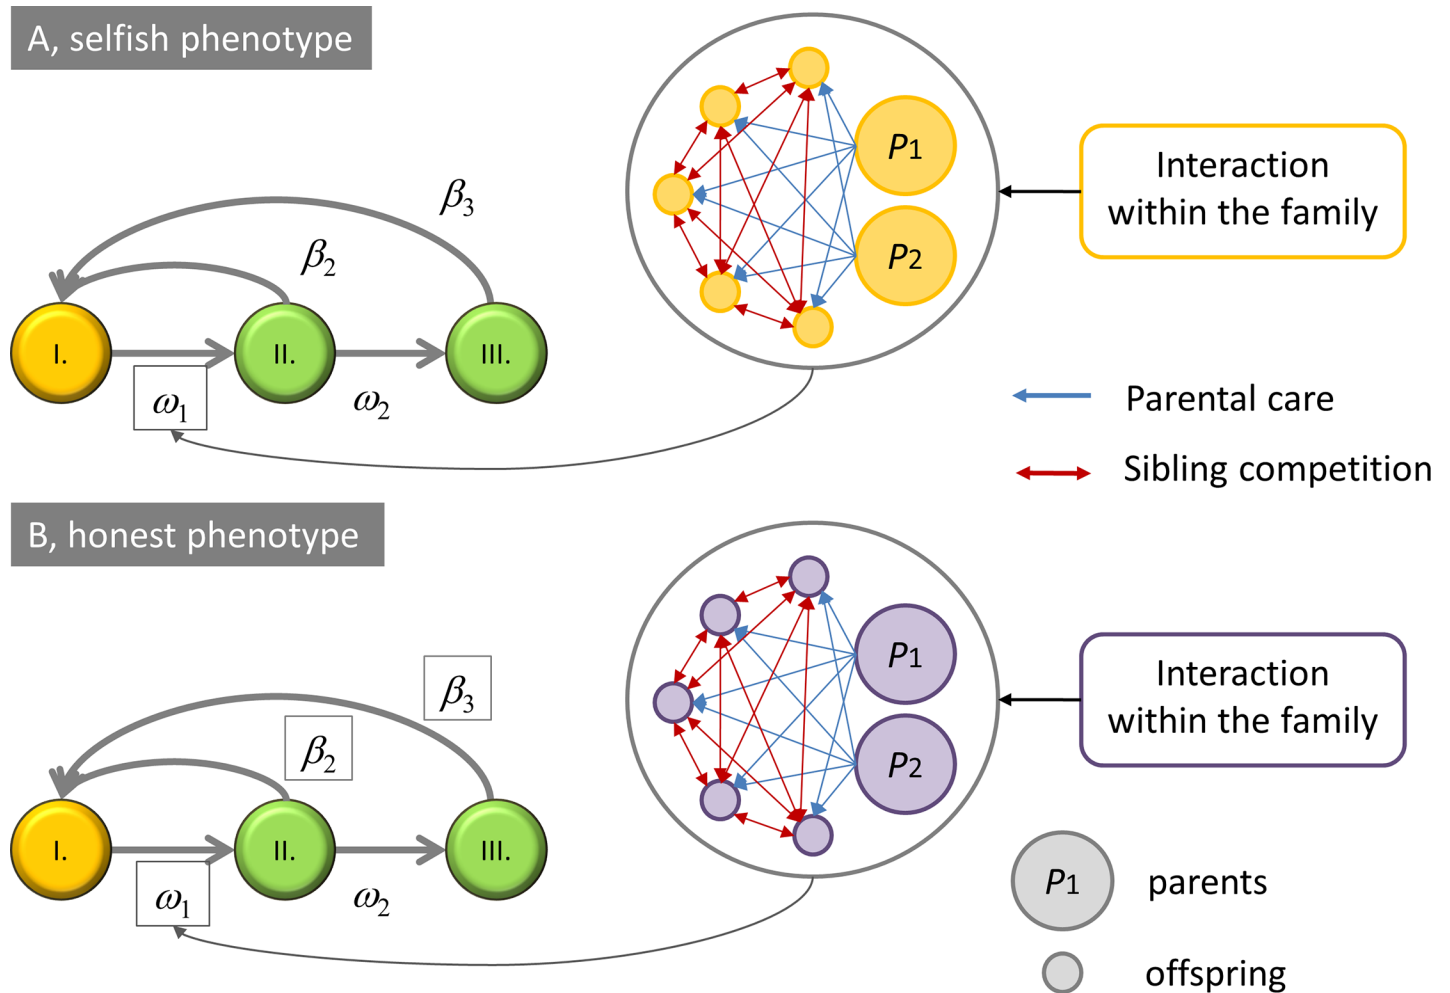 A, selfish phenotype
β3
β2
I.
II.
III.
ω1
ω2
P1
P2
Interaction
within the family
Parental care
Sibling competition
B, honest phenotype
β3
β2
I.
II.
III.
ω1
ω2
P1
P2
Interaction
within the family
P1 parents
offspring